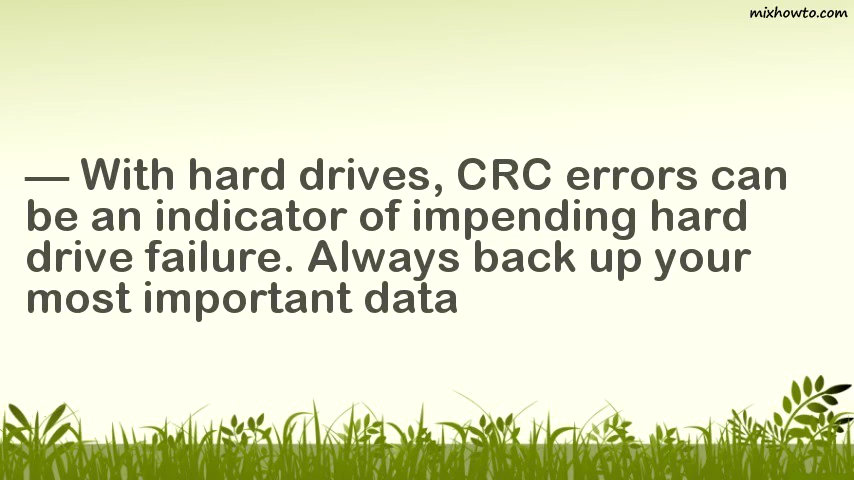 mixhowto.com
— With hard drives, CRC errors can
be an indicator of impending hard
drive failure. Always back up your
most important data